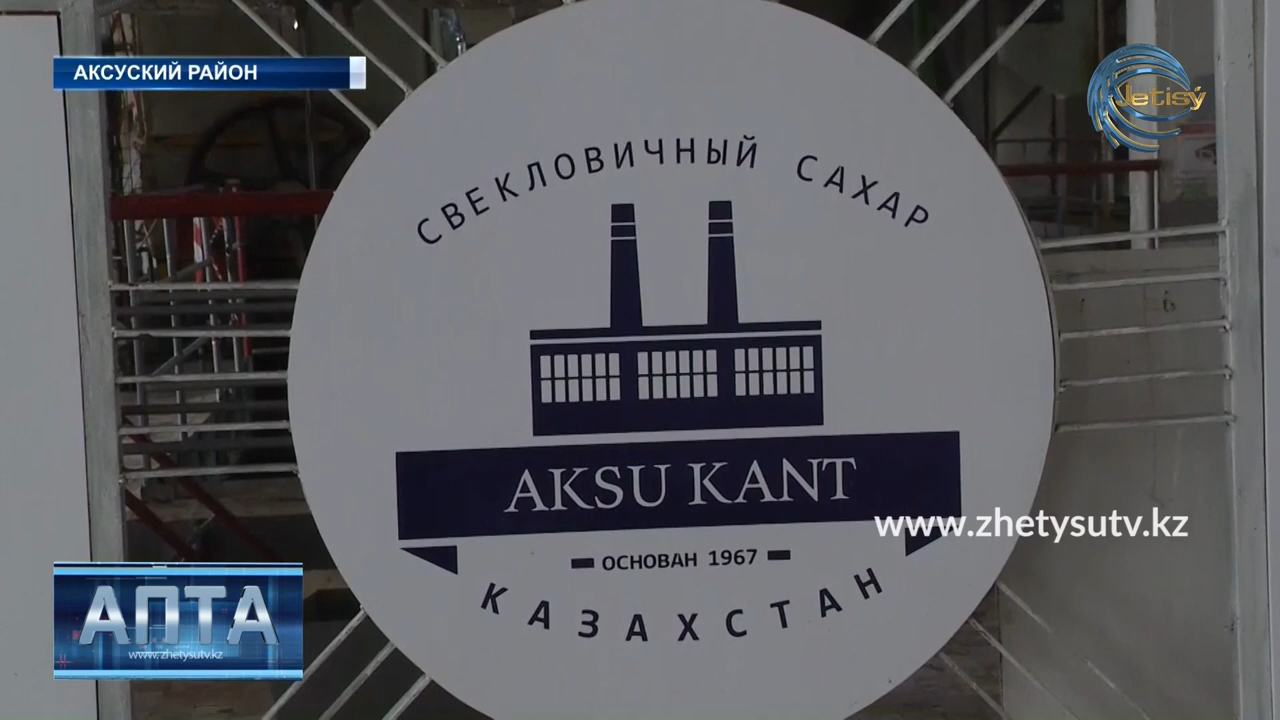 АКСУСКИЙ РАЙОН
Jetisý
СВЕКЛОВИЧНЫЙ САХАР
AKSU KANT
www.zhetysutv.kz
ОСНОВАН 1967
КАЗАХСТАН
АПТА
www.zhetysutv.kz